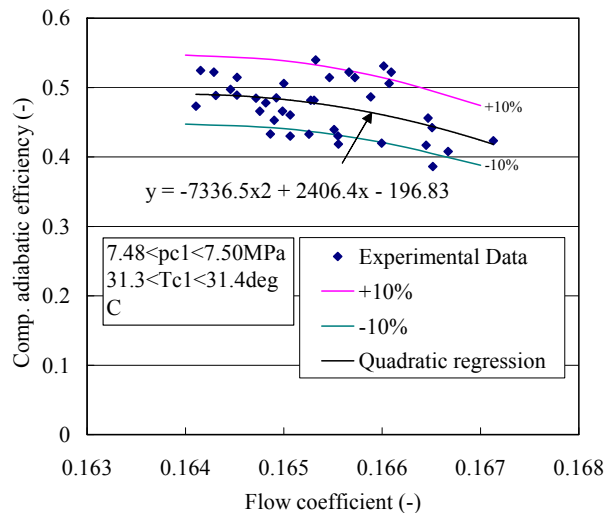 0.6
0.5
0.4
0.3
0.2
0.1
0
Comp. adiabatic efficiency (-)
+10%
-10%
y = -7336.5x2 + 2406.4x - 196.83
7.48<pc1<7.50MPa
31.3<Tc1<31.4deg
C
Experimental Data
+10%
-10%
Quadratic regression
0.163 0.164 0.165 0.166 0.167 0.168
Flow coefficient (-)